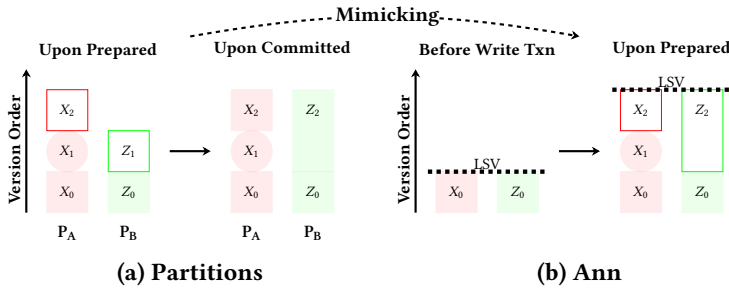 Mimicking
Upon Prepared
Upon Committed
Before Write Txn
Upon Prepared
Version Order
X2
X1
X0
Z1
Z0
X2
X1
X0
Z2
Z0
PA
PB
PA
PB
Version Order
LSV
X0
Z0
LSV
X2
X1
X0
Z2
Z0
(a) Partitions
(b) Ann